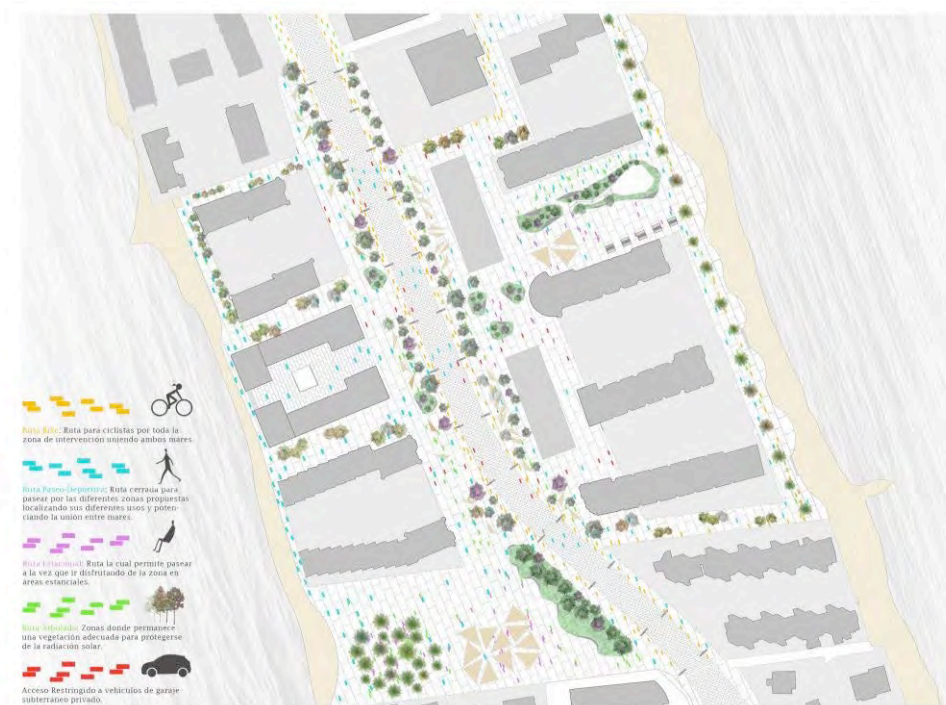 Ruta Bike: Ruta para ciclistas por toda la
zona de intervención uniendo ambos mares.
Ruta Paseo-Deportiva: Ruta cerrada para
pasear por las diferentes zonas propuestas
localizando sus diferentes usos y poten-
ciando la unión entre mares.
Ruta Estancial: Ruta la cual permite pasear
a la vez que ir disfrutando de la zona en
áreas estanciales.
Ruta Arbolada: Zonas donde permanece
una vegetación adecuada para protegerse
de la radiación solar.
Acceso Restringido a vehículos de garaje
subterráneo privado.